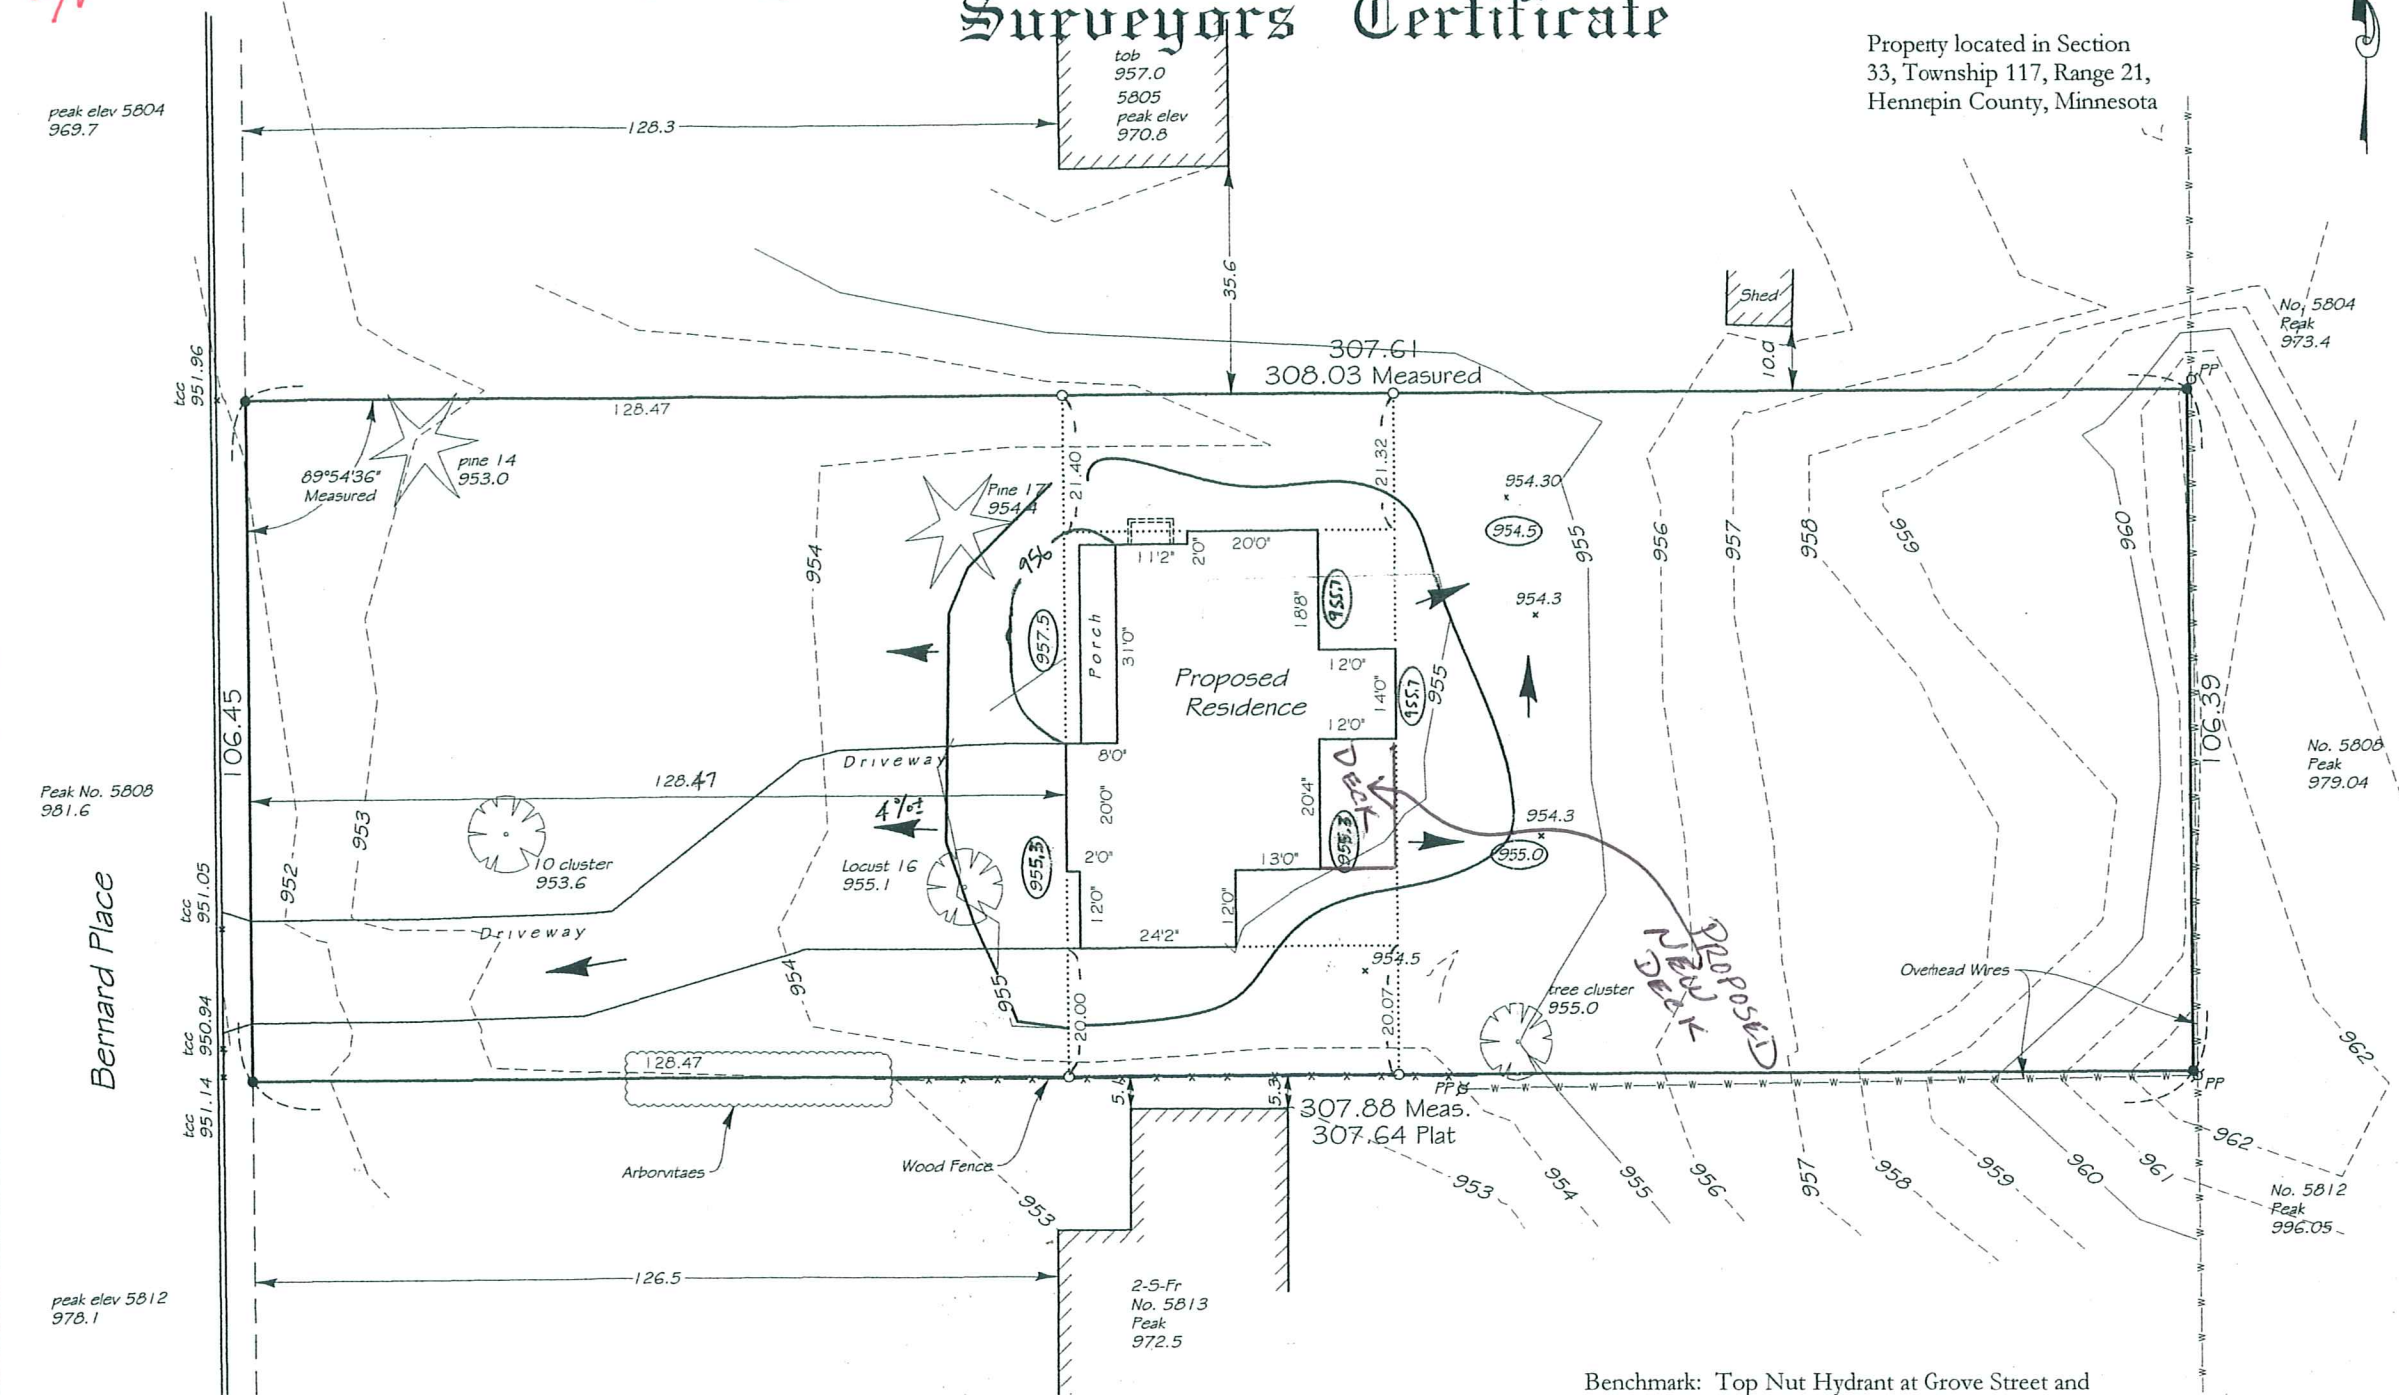 Surveyors Certificate
Property located in Section
33, Township 117, Range 21,
Hennepin County, Minnesota
tob
957.0
5805
peak elev
970.8
peak elev 5804
969.7
128.3
35.6
Shed
10.0
No. 5804
Peak
973.4
PP
307.61
308.03 Measured
tcc
951.96
128.47
89°54'36"
Measured
pine 14
953.0
Pine 17
954.4
21.40
21.32
954.30
954.5
956
954
955
956
957
958
959
960
11'2"
2'0"
20'0"
957.5
Porch
31'0"
18'8"
955.7
954.3
12'0"
Proposed
Residence
14'0"
955.7
955
12'0"
106.45
106.39
8'0"
Driveway
DECK
No. 5808
Peak
979.04
Peak No. 5808
981.6
128.47
4%±
20'0"
20'4"
955.3
954.3
955.0
953
952
10 cluster
953.6
Locust 16
955.1
955.3
2'0"
13'0"
12'0"
12'0"
tcc
951.05
Driveway
24'2"
954.5
PROPOSED
NEW
DECK
Overhead Wires
954
955
20.00
20.07
tree cluster
955.0
Bernard Place
tcc
950.94
tcc
951.14
962
128.47
5.3
PP
PP
307.88 Meas.
307.64 Plat
Arborvitaes
Wood Fence
953
953
954
955
956
957
958
959
960
961
962
No. 5812
Peak
996.05
126.5
2-S-Fr
No. 5813
Peak
972.5
peak elev 5812
978.1
Benchmark: Top Nut Hydrant at Grove Street and